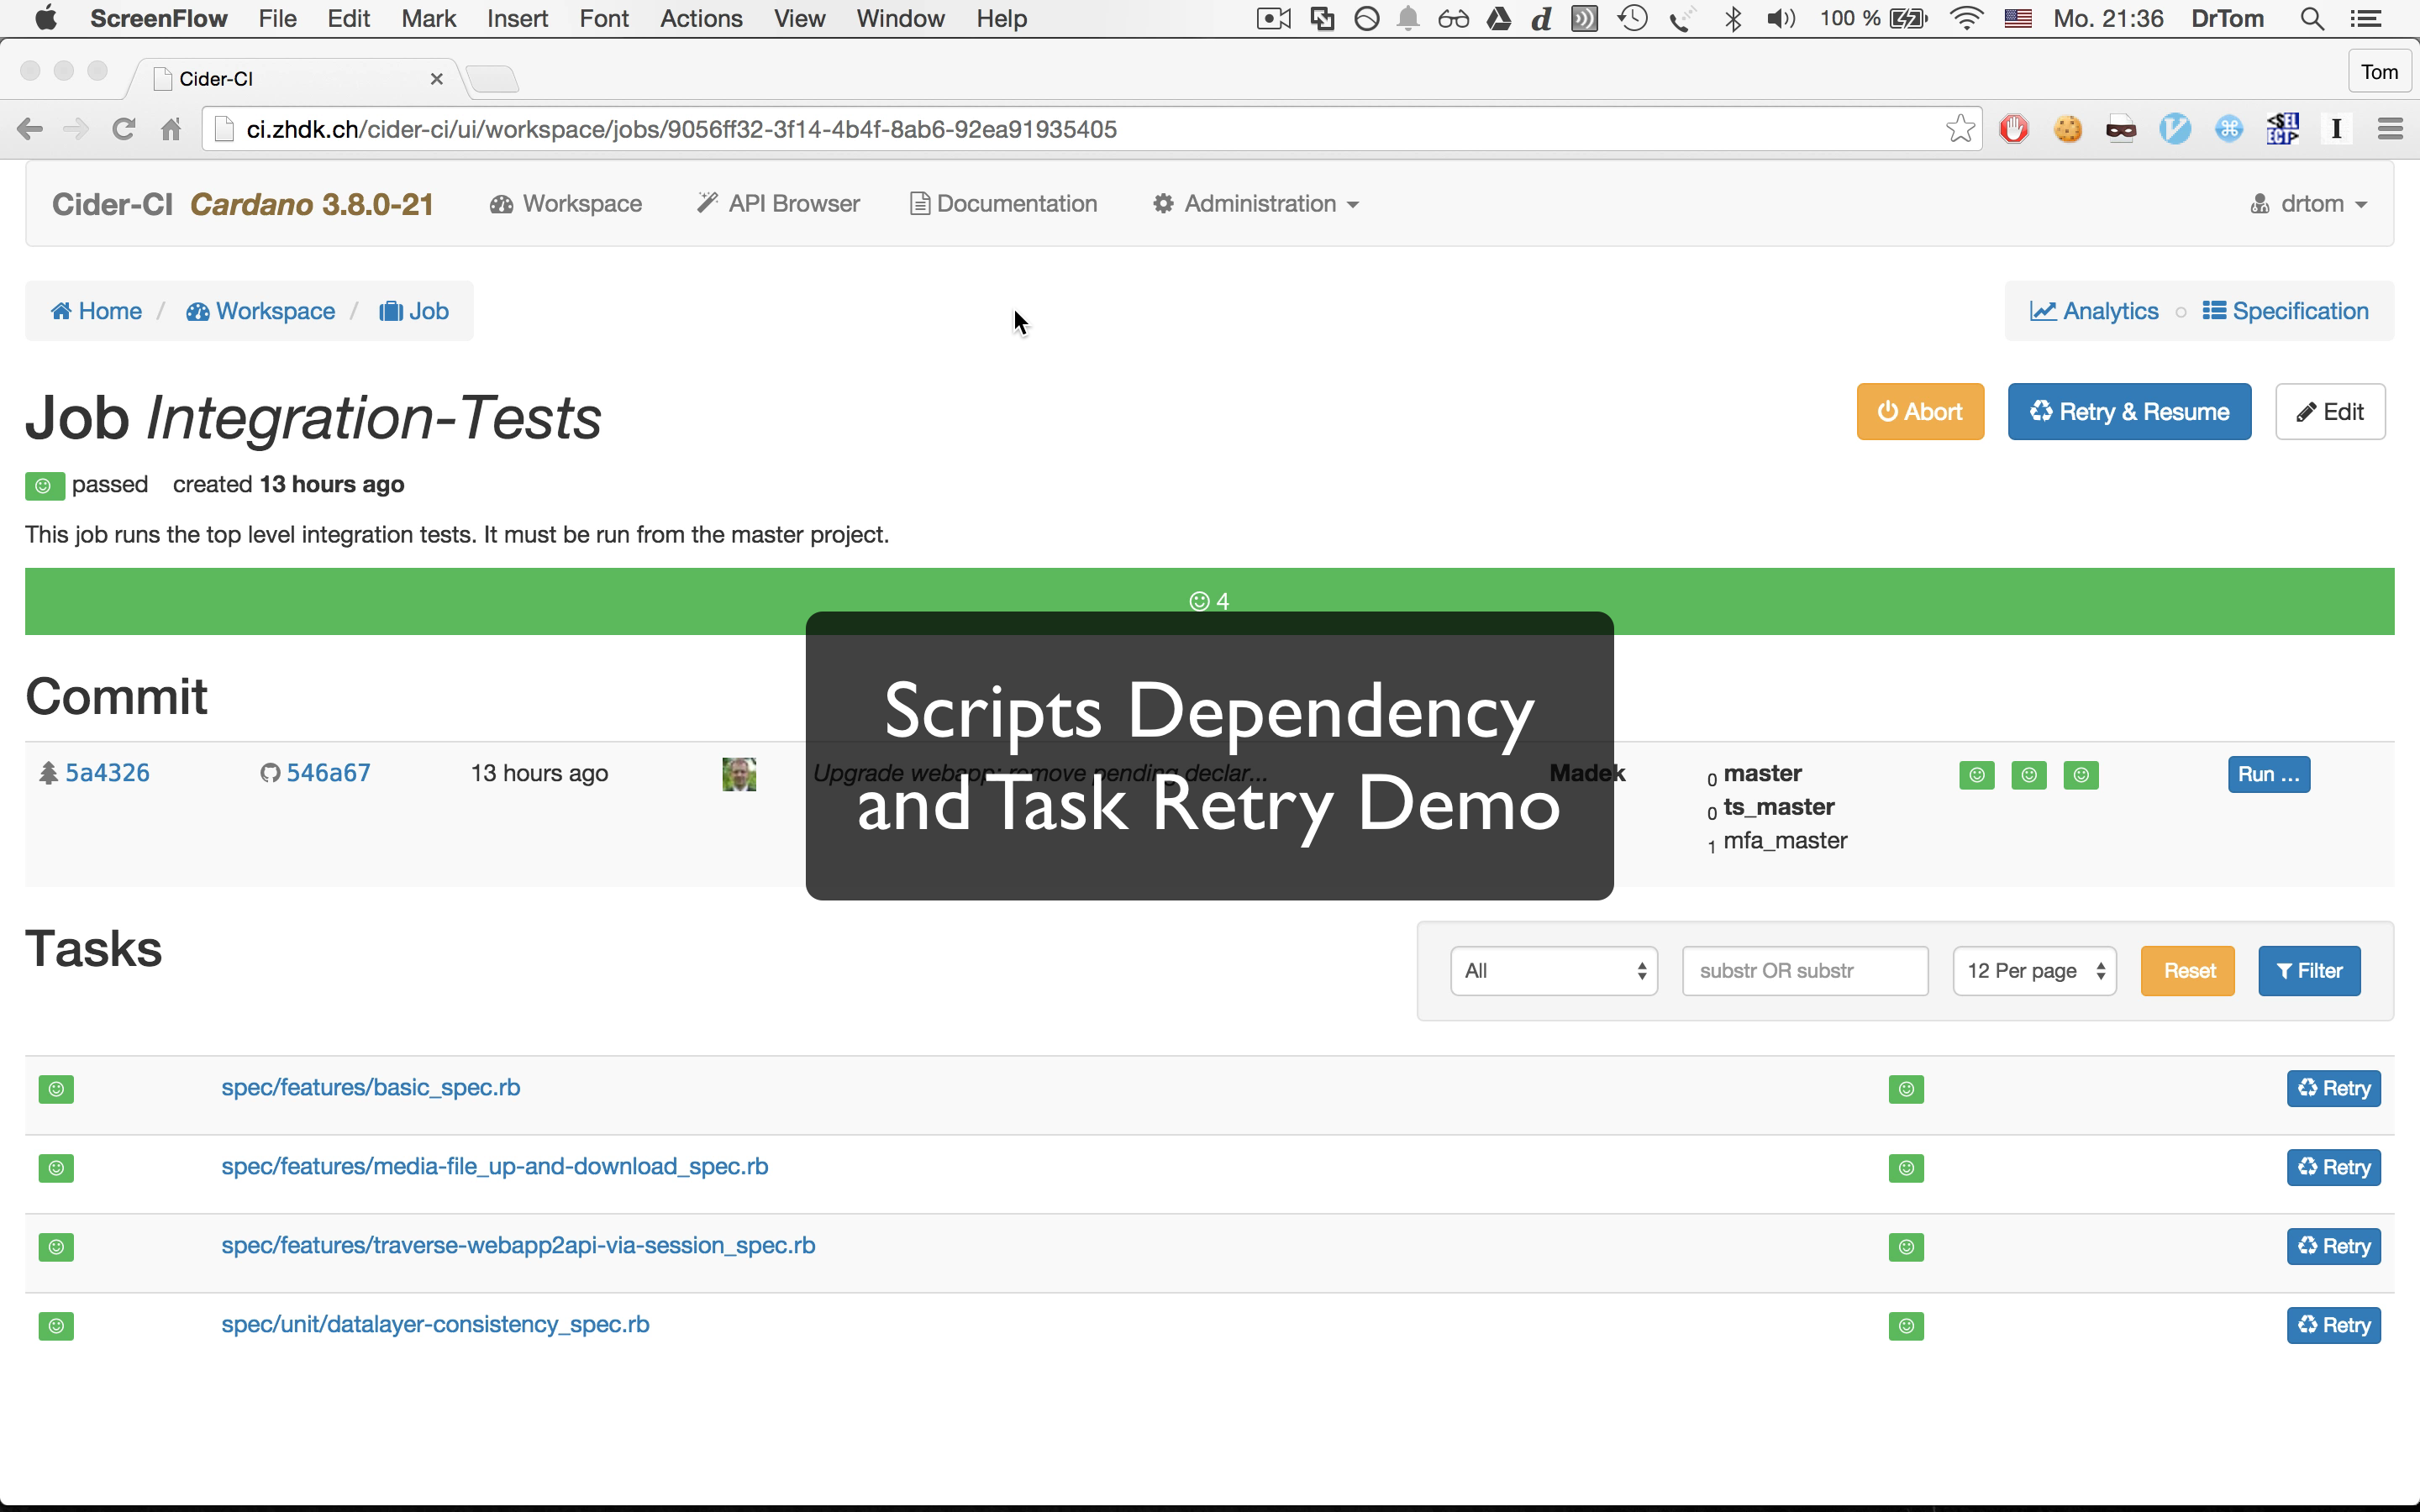 ScreenFlow File Edit Mark Insert Font Actions View Window Help 100 % Mo. 21:36 DrTom
Cider-CI Tom
ci.zhdk.ch/cider-ci/ui/workspace/jobs/9056ff32-3f14-4b4f-8ab6-92ea91935405
Cider-CI Cardano 3.8.0-21 Workspace API Browser Documentation Administration drtom
Home / Workspace / Job Analytics Specification
Job Integration-Tests Abort Retry & Resume Edit
passed created 13 hours ago
This job runs the top level integration tests. It must be run from the master project.
4
Scripts Dependency
and Task Retry Demo
Commit
5a4326 546a67 13 hours ago Upgrade webapp: remove pending declar... Madek 0 master Run ...
0 ts_master
1 mfa_master
Tasks
All substr OR substr 12 Per page Reset Filter
spec/features/basic_spec.rb Retry
spec/features/media-file_up-and-download_spec.rb Retry
spec/features/traverse-webapp2api-via-session_spec.rb Retry
spec/unit/datalayer-consistency_spec.rb Retry